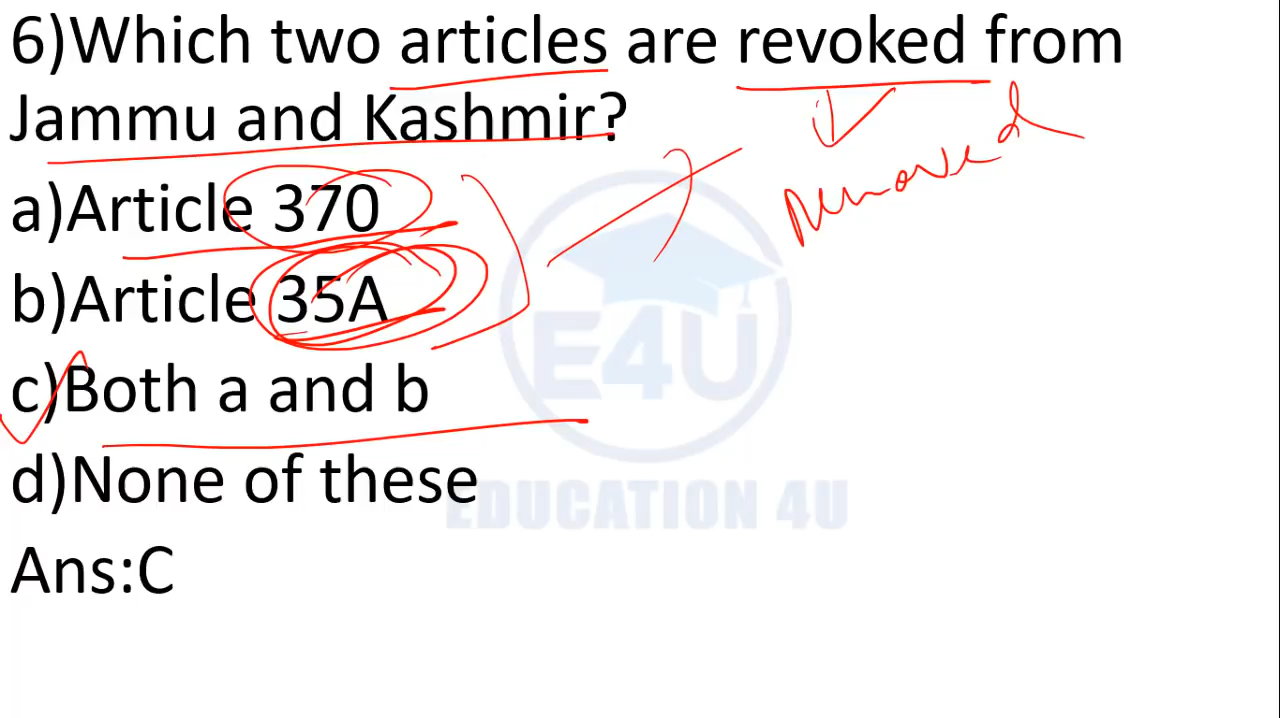 6)Which two articles are revoked from
Jammu and Kashmir?
removed
a)Article 370
b)Article 35A
c)Both a and b
d)None of these
Ans:C
E4U
EDUCATION 4U